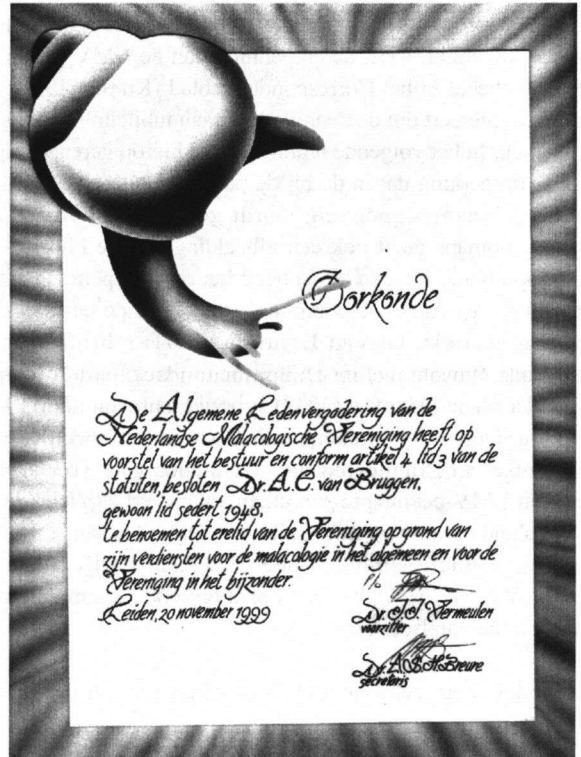 Oorkonde
De Algemene Ledenvergadering van de
Nederlandse Malacologische Vereniging heeft op
voorstel van het bestuur en conform artikel 4 lid 3 van de
statuten, besloten Dr. A.C. van Bruggen,
gewoon lid sedert 1948,
te benoemen tot erelid van de Vereniging op grond van
zijn verdiensten voor de malacologie in het algemeen en voor de
Vereniging in het bijzonder.
Leiden, 20 november 1999
Dr. J.J. Vermeulen
voorzitter
Dr. A.S.H. Breure
secretaris